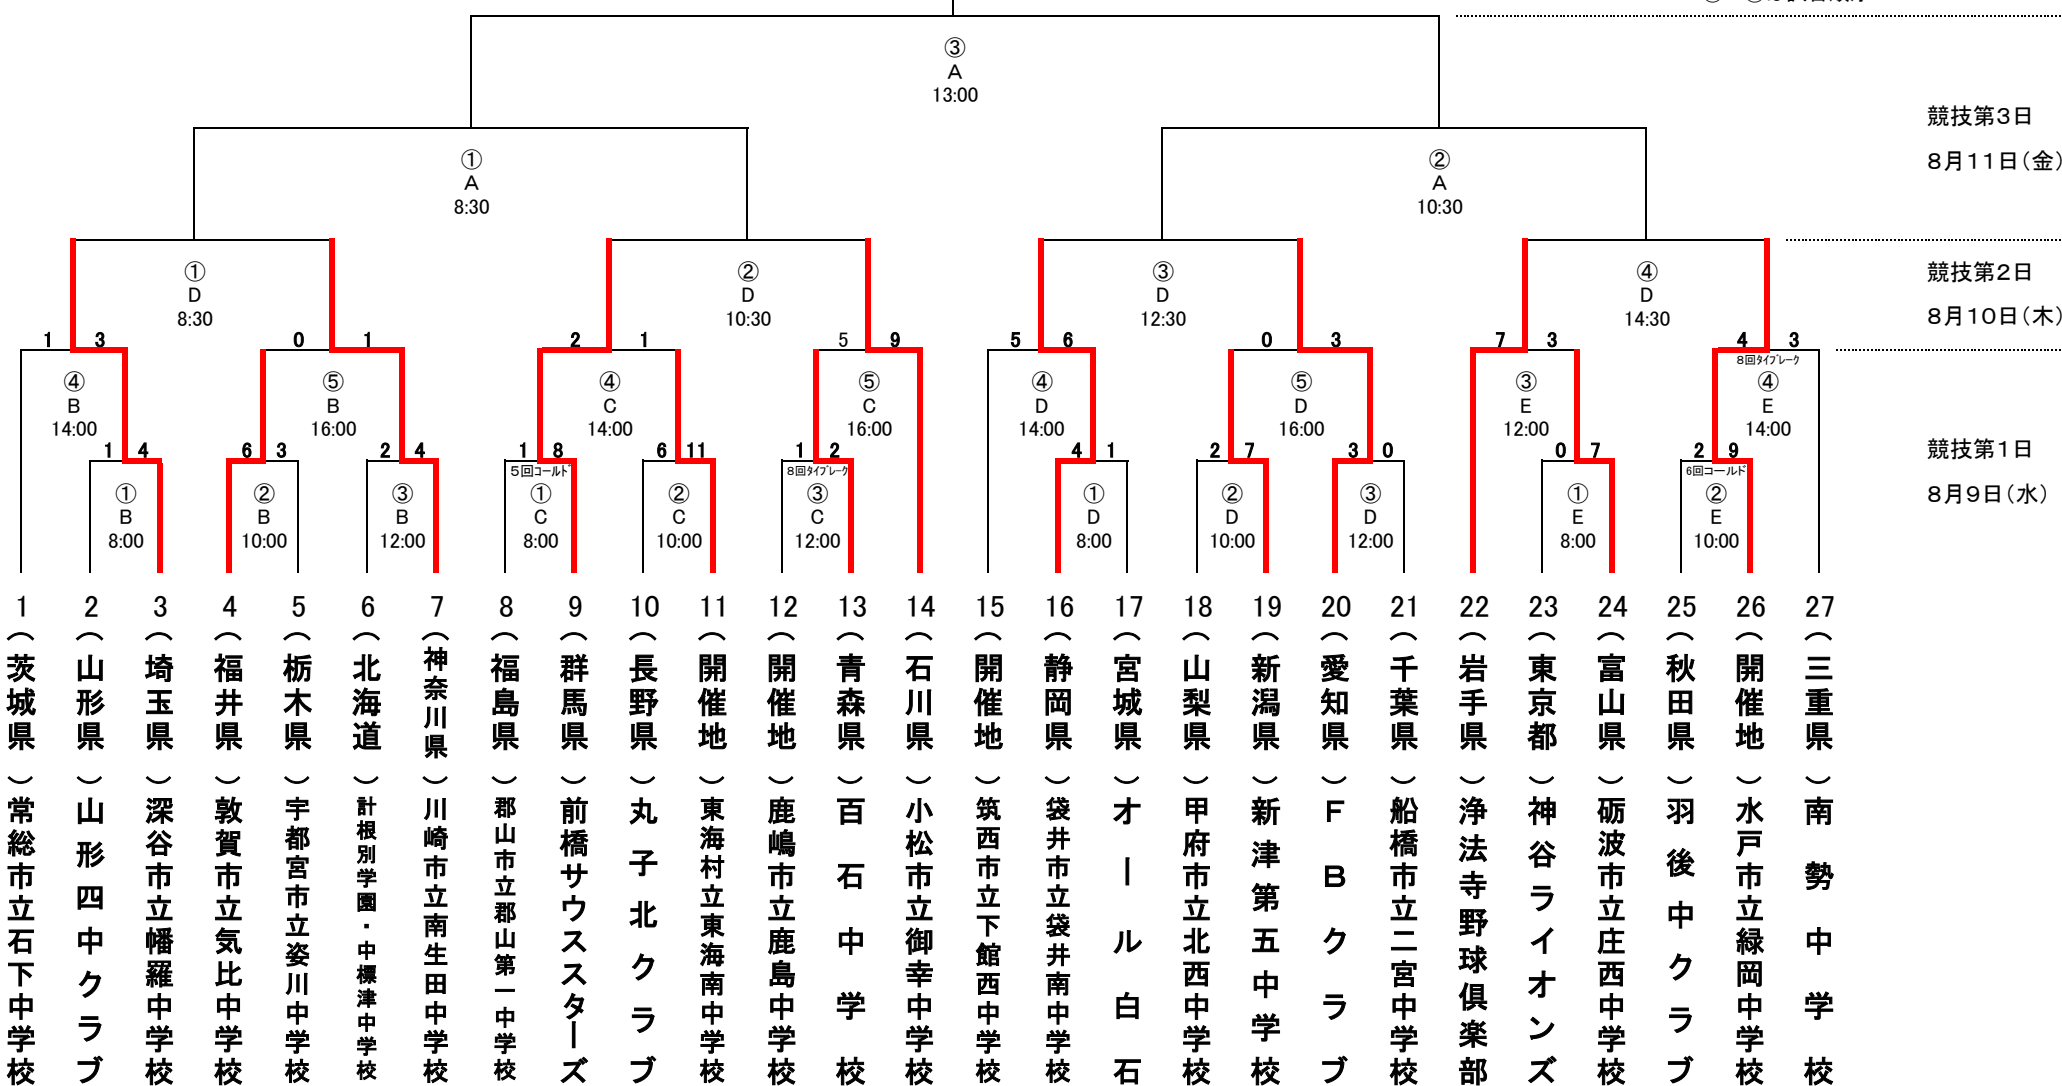 ③
A
13:00
競技第3日
8月11日(金)
①
A
8:30
②
A
10:30
①
D
8:30
②
D
10:30
③
D
12:30
④
D
14:30
競技第2日
8月10日(木)
1 3 0 1 2 1 5 9 5 6 0 3 7 3 4 3
8回タイブレーク
④
B
14:00
⑤
B
16:00
④
C
14:00
⑤
C
16:00
④
D
14:00
⑤
D
16:00
③
E
12:00
④
E
14:00
競技第1日
8月9日(水)
1 4 6 3 2 4 1 8 6 11 1 2 4 1 2 7 3 0 0 7 2 9
5回コールド
8回タイブレーク
6回コールド
①
B
8:00
②
B
10:00
③
B
12:00
①
C
8:00
②
C
10:00
③
C
12:00
①
D
8:00
②
D
10:00
③
D
12:00
①
E
8:00
②
E
10:00
1(茨城県)常総市立石下中学校
2(山形県)山形四中クラブ
3(埼玉県)深谷市立幡羅中学校
4(福井県)敦賀市立気比中学校
5(栃木県)宇都宮市立姿川中学校
6(北海道)計根別学園・中標津中学校
7(神奈川県)川崎市立南生田中学校
8(福島県)郡山市立郡山第一中学校
9(群馬県)前橋サウススターズ
10(長野県)丸子北クラブ
11(開催地)東海村立東海南中学校
12(開催地)鹿嶋市立鹿島中学校
13(青森県)百石中学校
14(石川県)小松市立御幸中学校
15(開催地)筑西市立下館西中学校
16(静岡県)袋井市立袋井南中学校
17(宮城県)オール白石
18(山梨県)甲府市立北西中学校
19(新潟県)新津第五中学校
20(愛知県)FBクラブ
21(千葉県)船橋市立二宮中学校
22(岩手県)浄法寺野球倶楽部
23(東京都)神谷ライオンズ
24(富山県)砺波市立庄西中学校
25(秋田県)羽後中クラブ
26(開催地)水戸市立緑岡中学校
27(三重県)南勢中学校